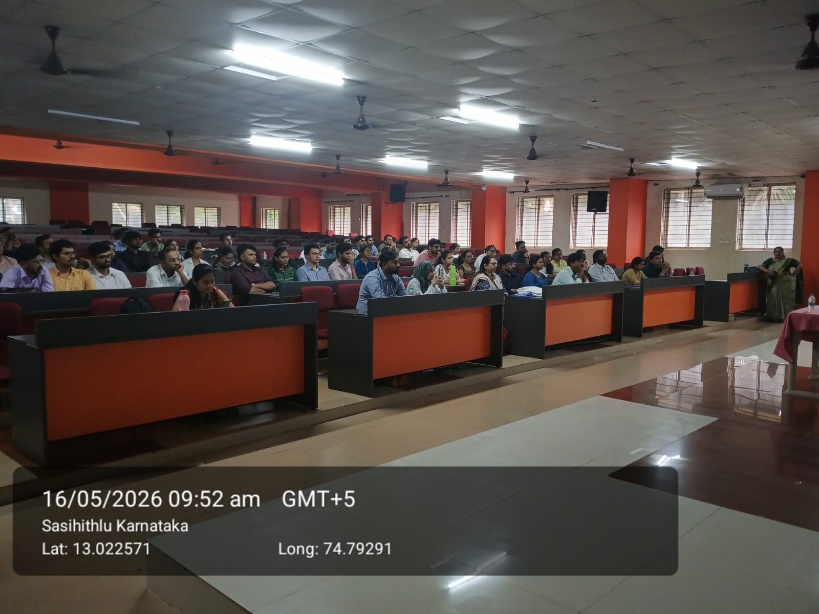 16/05/2026 09:52 am GMT+5
Sasihithlu Karnataka
Lat: 13.022571 Long: 74.79291